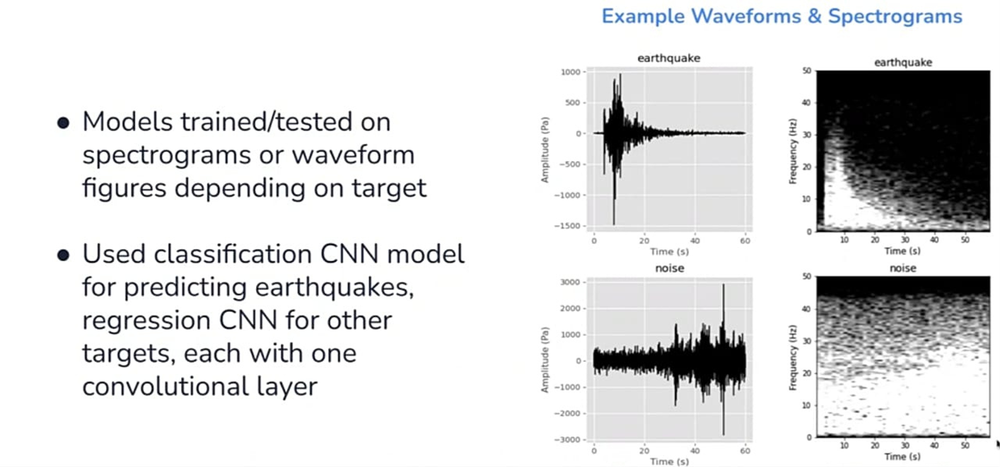 Example Waveforms & Spectrograms
● Models trained/tested on
spectrograms or waveform
figures depending on target
● Used classification CNN model
for predicting earthquakes,
regression CNN for other
targets, each with one
convolutional layer
earthquake
1000
500
0
−500
−1000
−1500
Amplitude (Pa)
0 20 40 60
Time (s)
earthquake
50
40
30
20
10
0
Frequency (Hz)
10 20 30 40 50
Time (s)
noise
3000
2000
1000
0
−1000
−2000
−3000
Amplitude (Pa)
0 20 40 60
Time (s)
noise
50
40
30
20
10
0
Frequency (Hz)
10 20 30 40 50
Time (s)